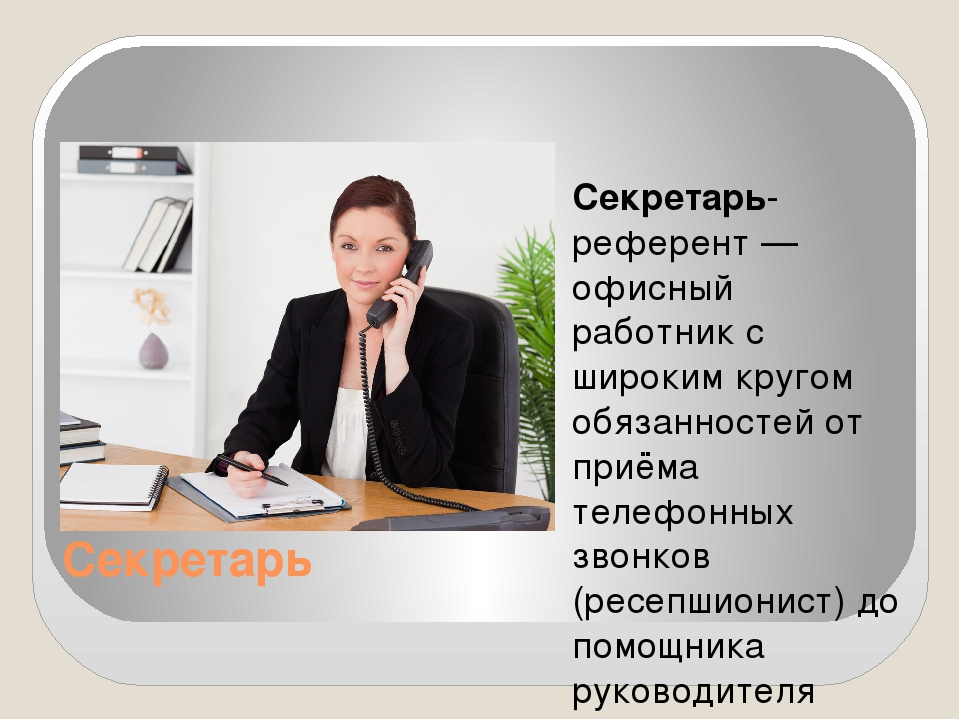 Секретарь-
референт —
офисный
работник с
широким кругом
обязанностей от
приёма
телефонных
звонков
(ресепшионист) до
помощника
руководителя
Секретарь